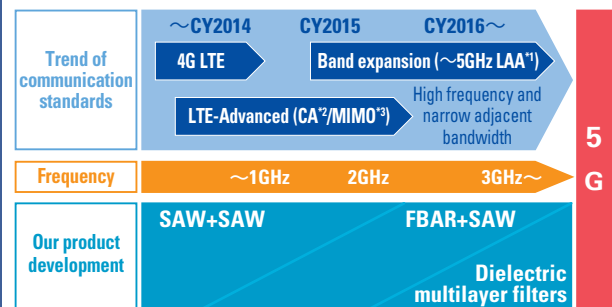 Trend of
communication
standards
～CY2014 CY2015 CY2016～
4G LTE
Band expansion (～5GHz LAA*1)
LTE-Advanced (CA*2/MIMO*3)
High frequency and
narrow adjacent
bandwidth
Frequency
～1GHz 2GHz 3GHz～
Our product
development
SAW+SAW FBAR+SAW
Dielectric
multilayer filters
5
G